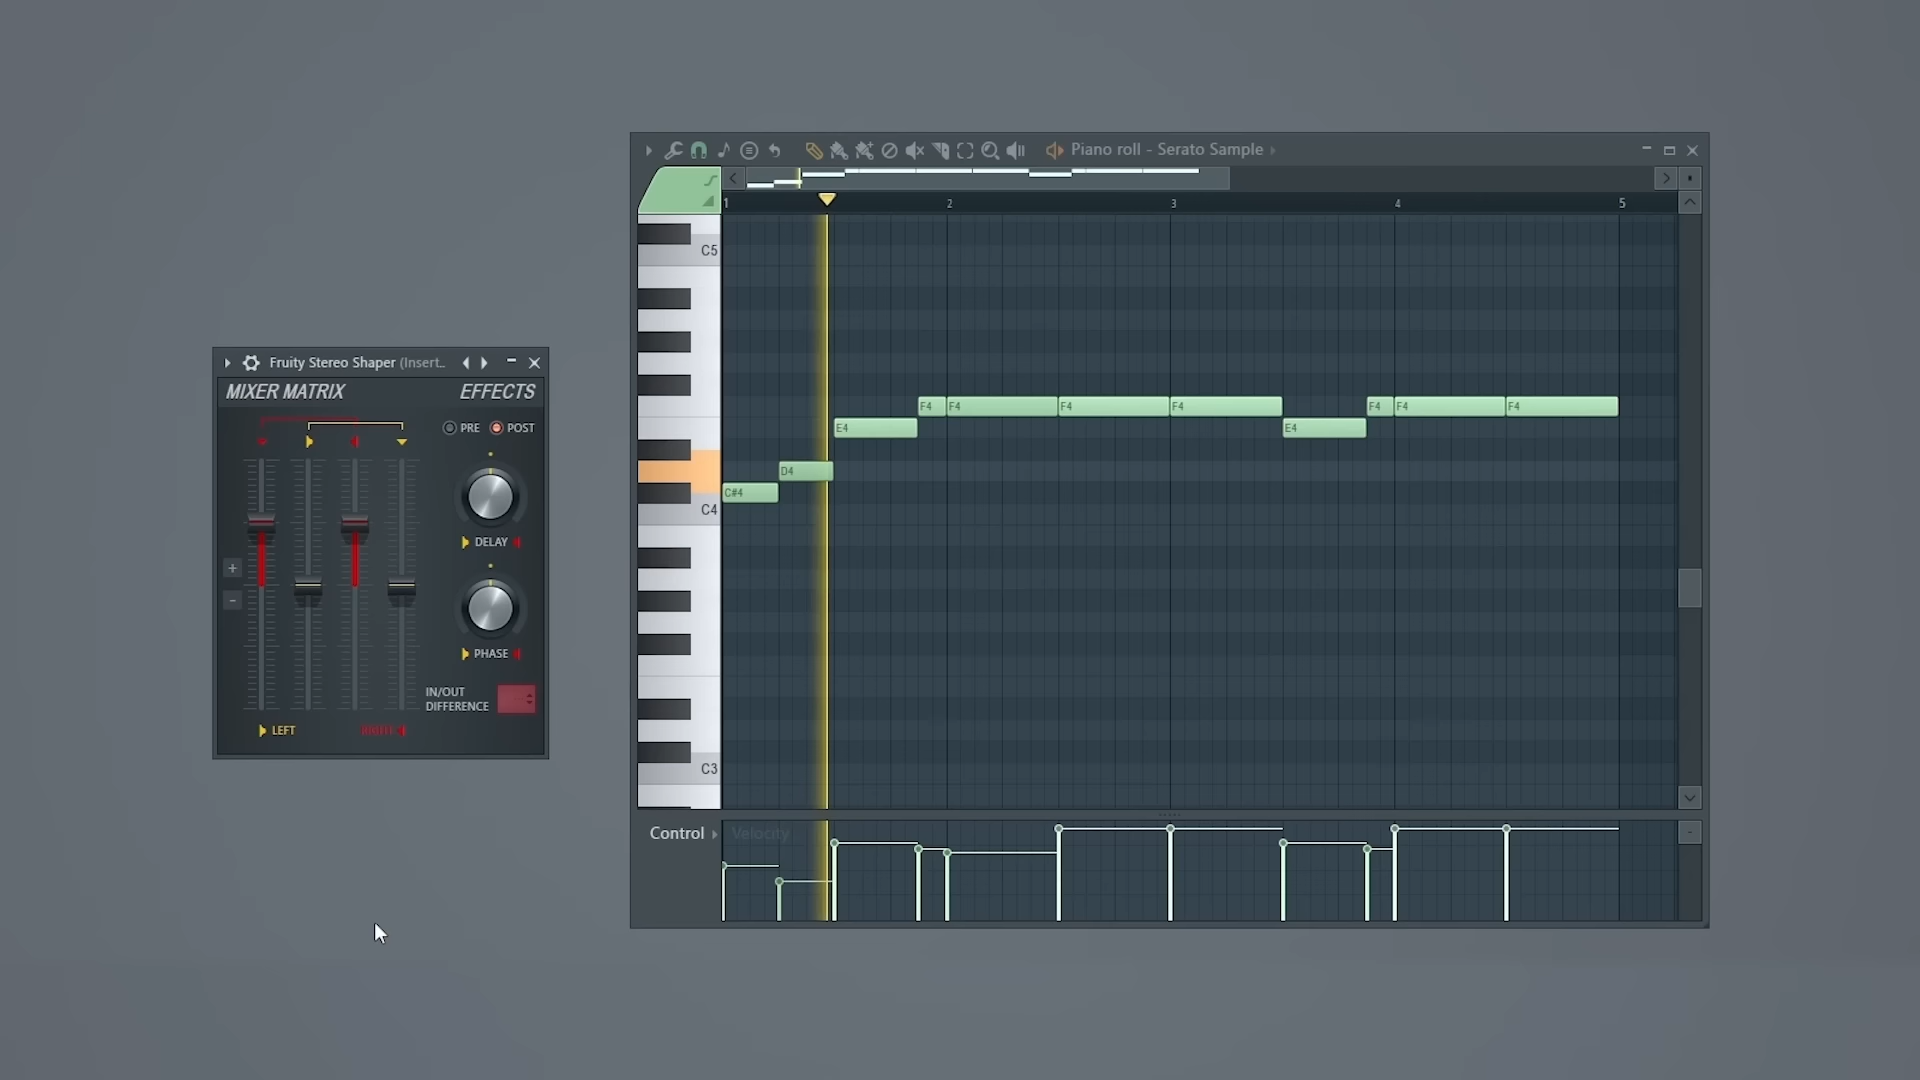 Piano roll - Serato Sample
1 2 3 4 5
C5
F4 F4 F4 F4 F4 F4 F4
E4 E4
D4
C#4
C4
C3
Control Velocity
Fruity Stereo Shaper (Insert..
MIXER MATRIX EFFECTS
PRE POST
DELAY
PHASE
IN/OUT
DIFFERENCE
LEFT RIGHT